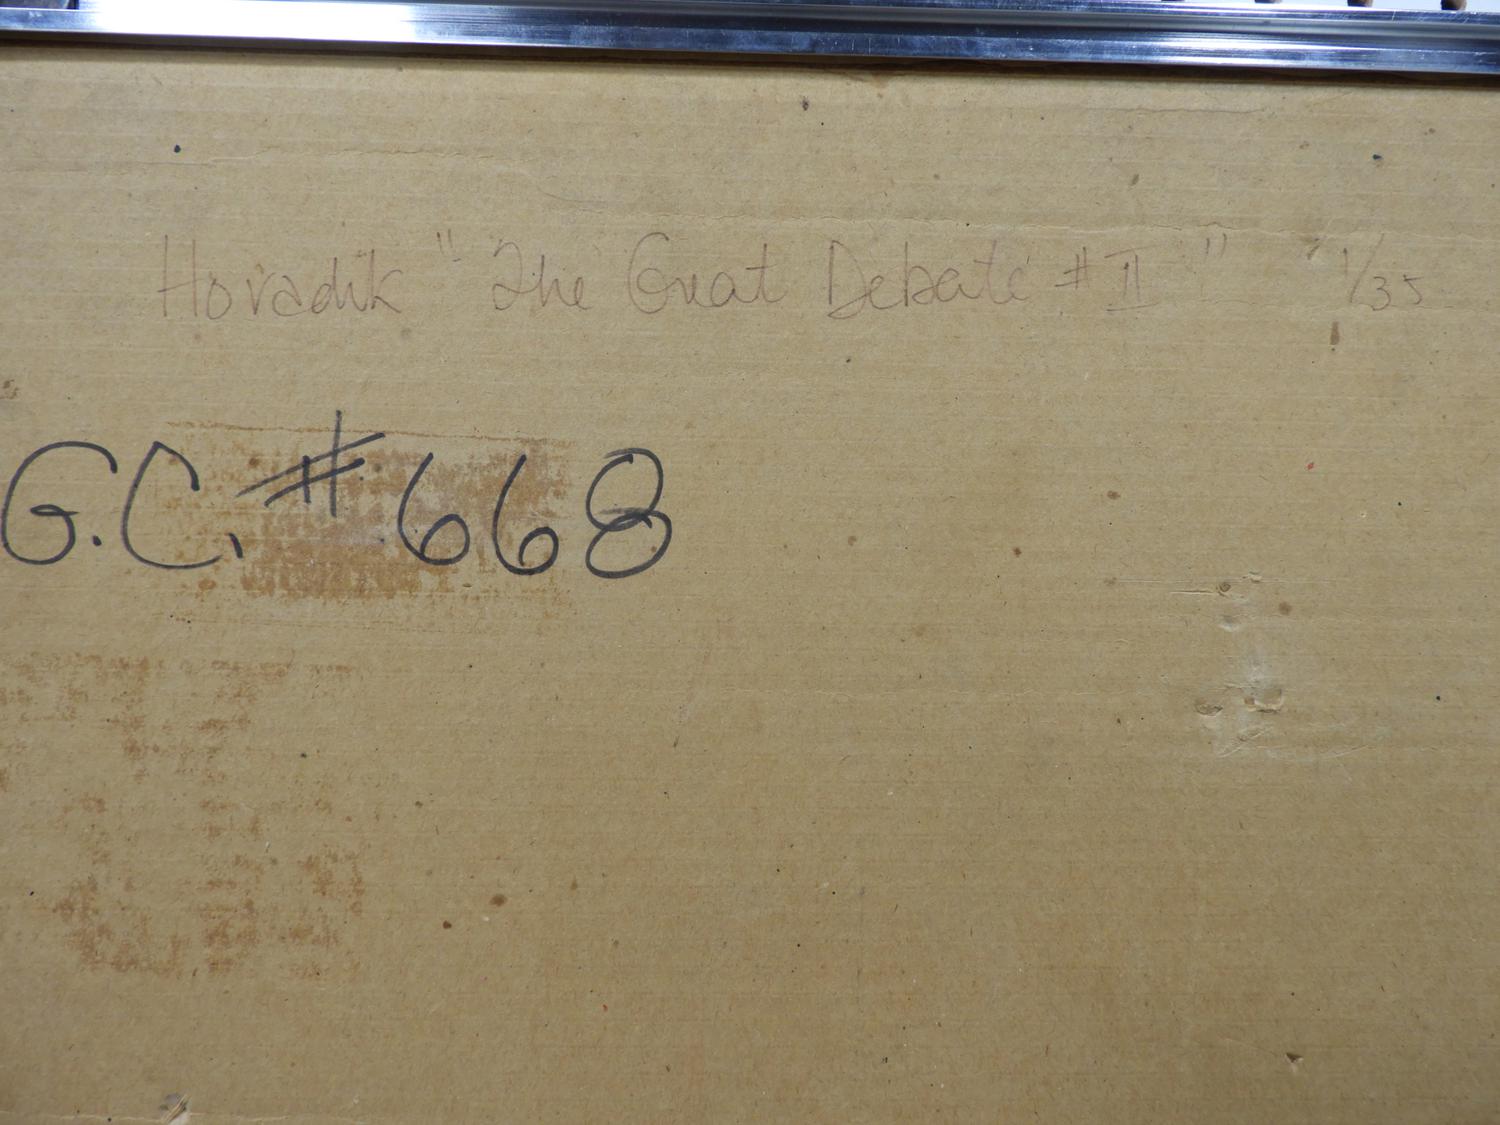 Horadik "The Great Debate #II" 1/35
G.C. #668